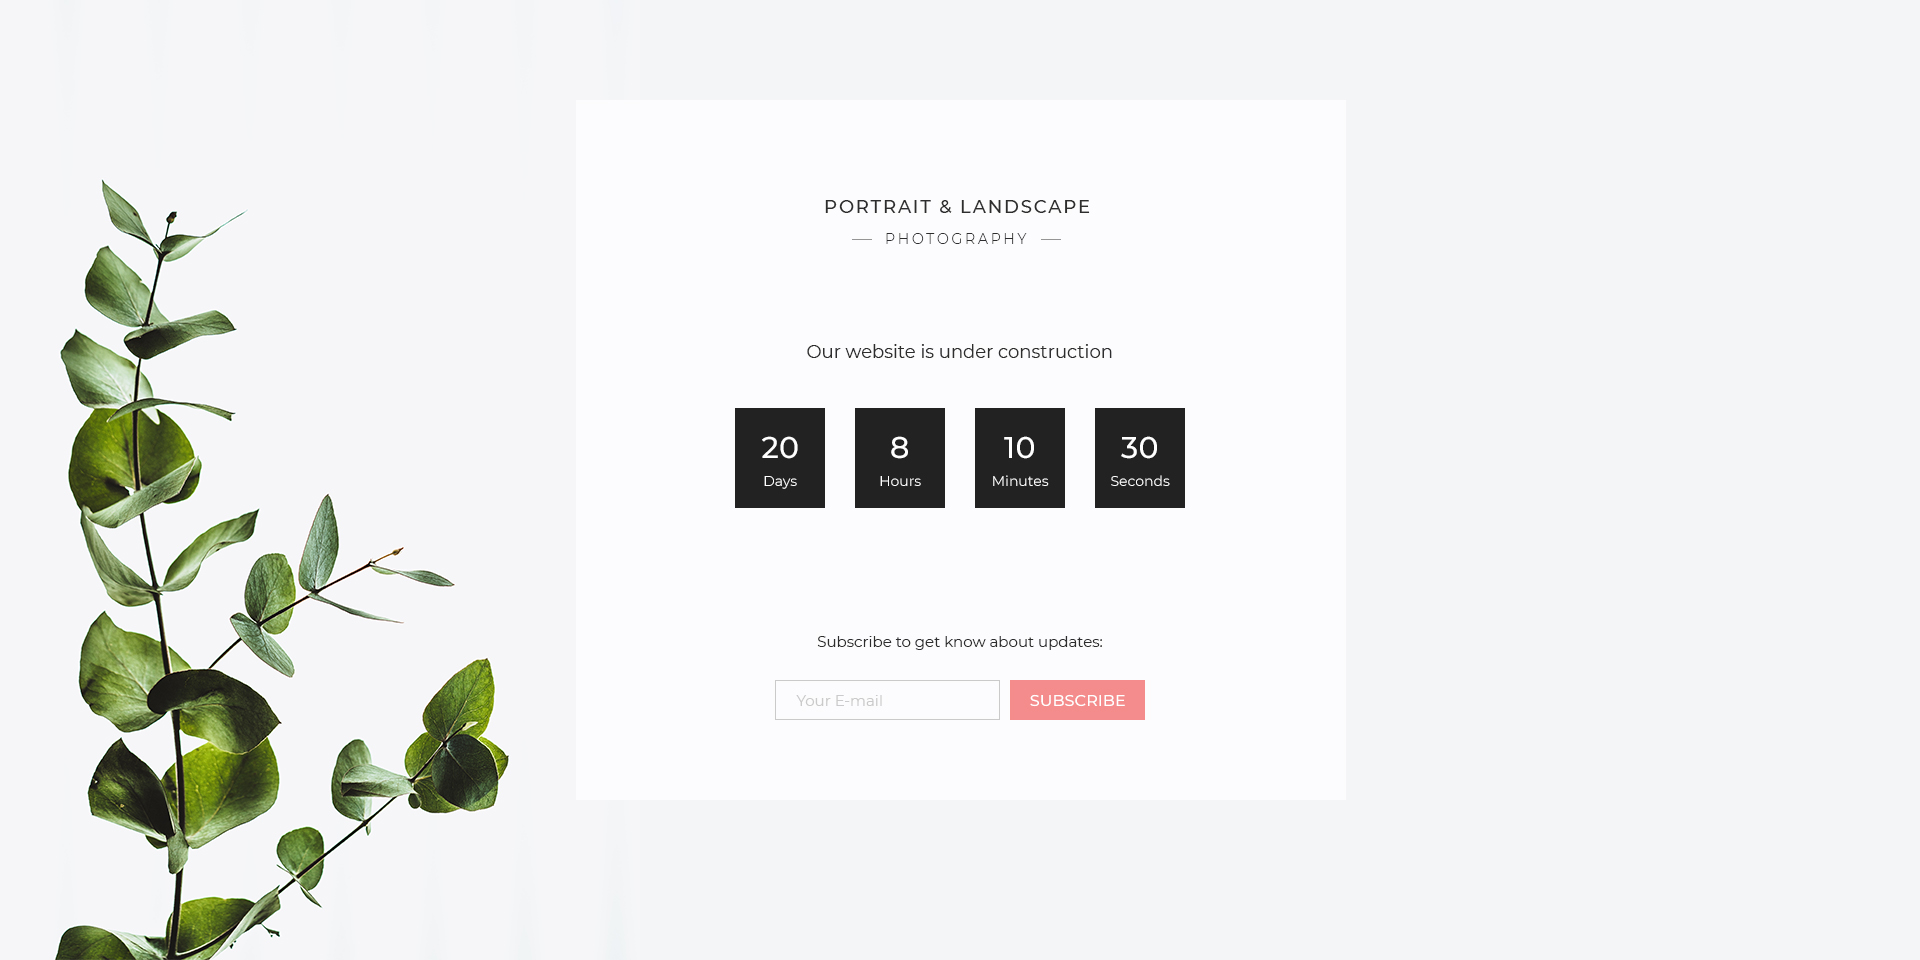 PORTRAIT & LANDSCAPE
PHOTOGRAPHY
Our website is under construction
20 8 10 30
Days Hours Minutes Seconds
Subscribe to get know about updates:
Your E-mail SUBSCRIBE